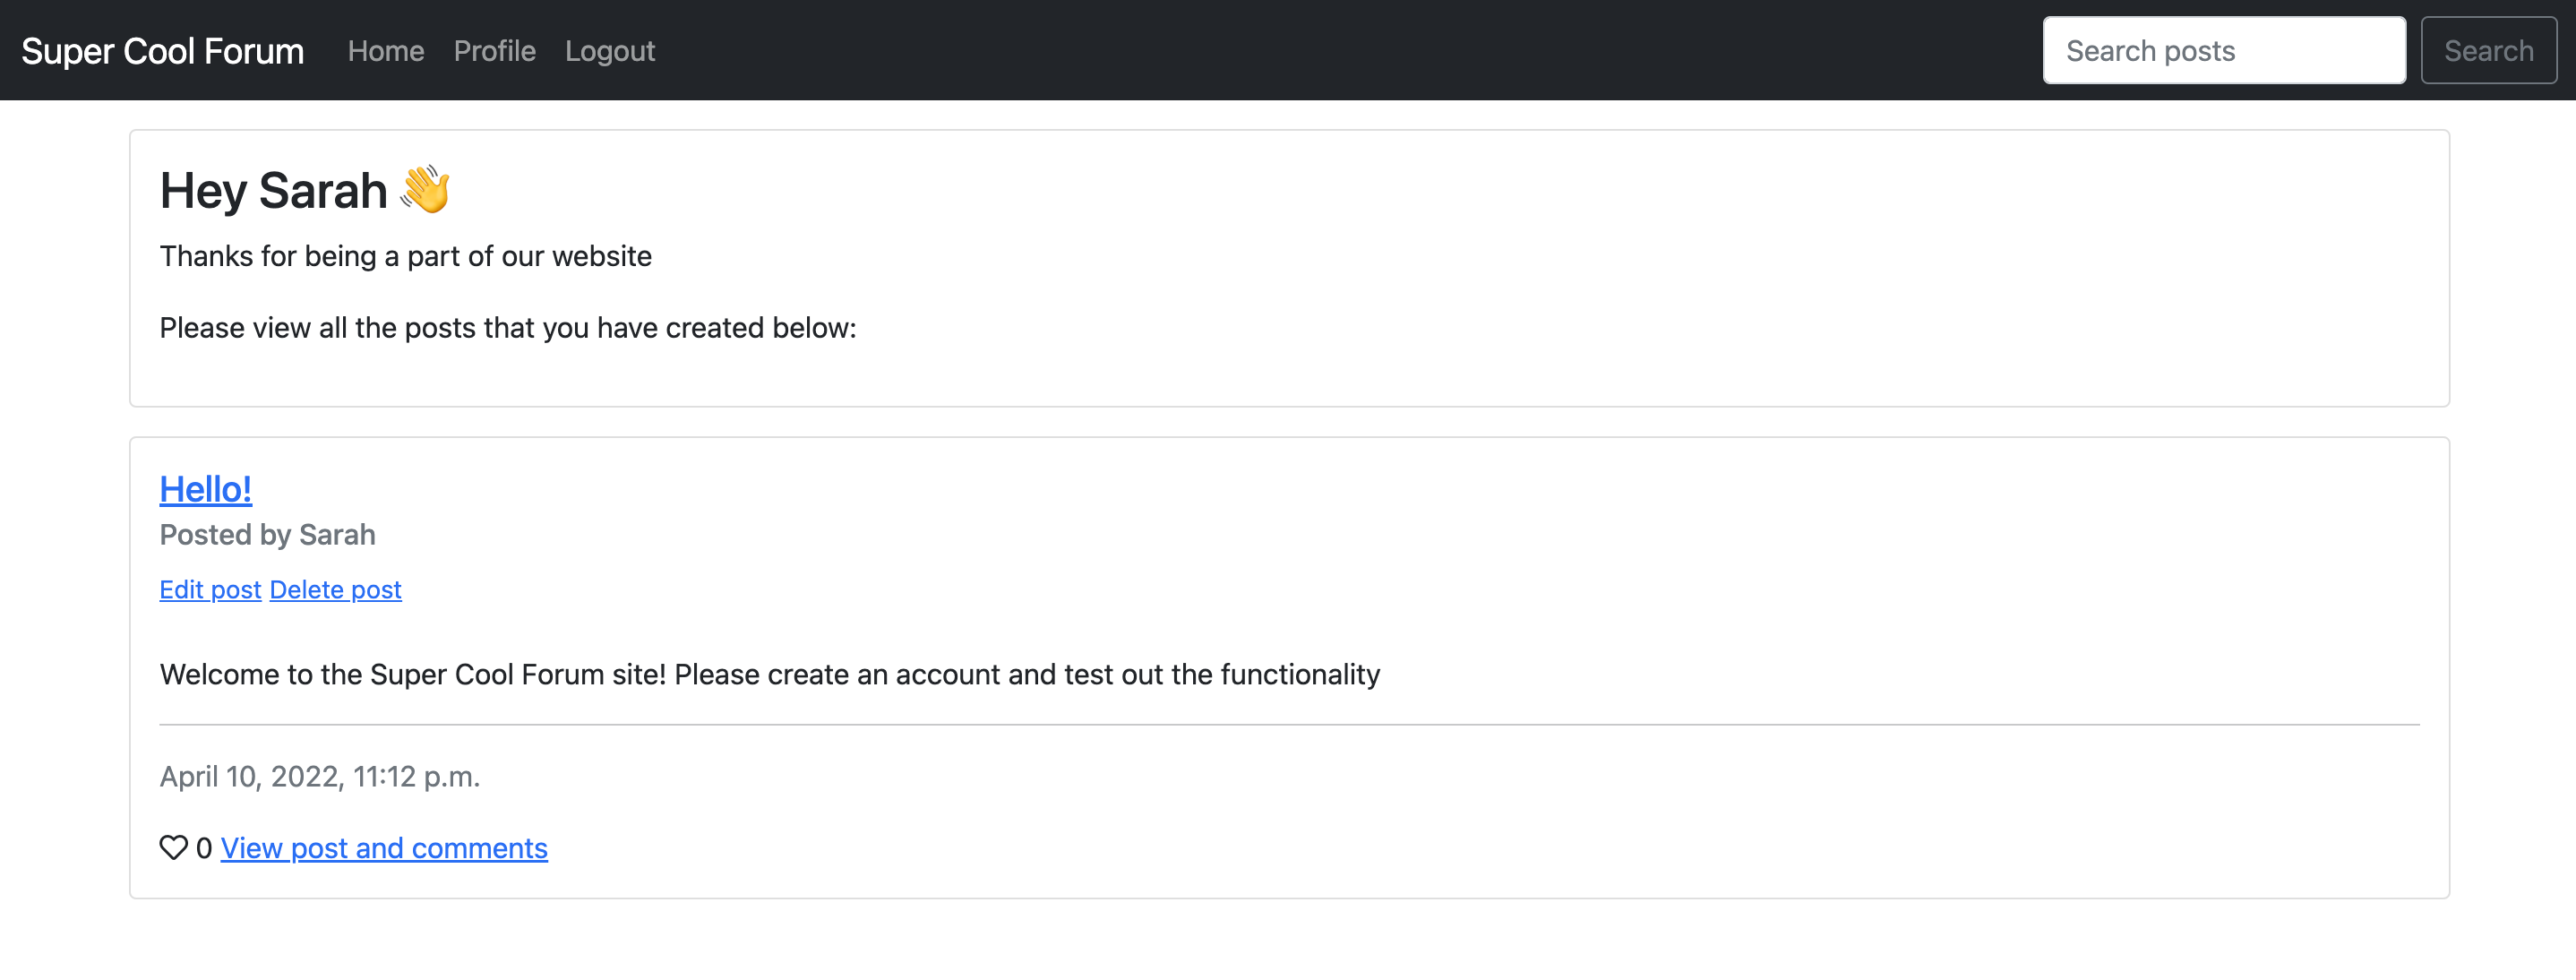 Super Cool Forum Home Profile Logout Search posts Search
Hey Sarah 👋
Thanks for being a part of our website
Please view all the posts that you have created below:
Hello!
Posted by Sarah
Edit post Delete post
Welcome to the Super Cool Forum site! Please create an account and test out the functionality
April 10, 2022, 11:12 p.m.
0 View post and comments